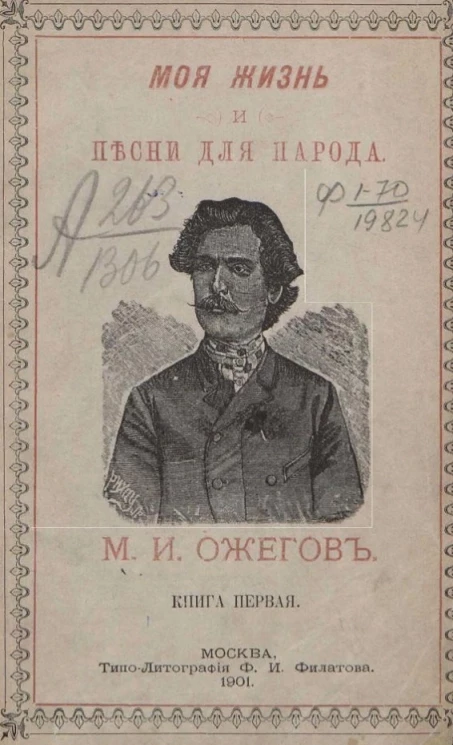 МОЯ ЖИЗНЬ
И
ПѢСНИ ДЛЯ НАРОДА.
А 263
1306
Ф 1-70
19824
М. И. ОЖЕГОВЪ.
КНИГА ПЕРВАЯ.
МОСКВА.
Типо-Литографія Ф. И. Филатова.
1901.